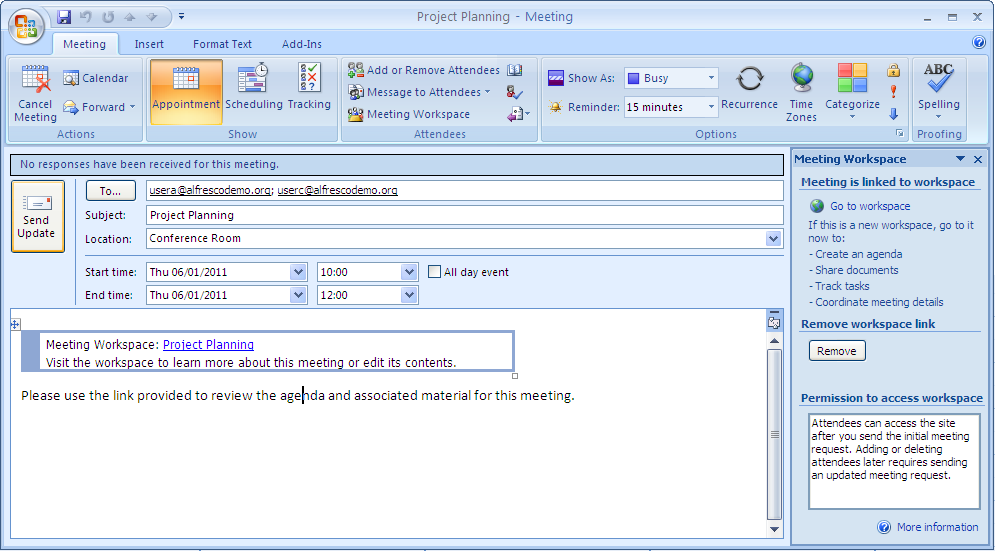 Project Planning - Meeting
Meeting Insert Format Text Add-Ins
Cancel Meeting
Calendar
Forward
Actions
Appointment Scheduling Tracking
Show
Add or Remove Attendees
Message to Attendees
Meeting Workspace
Attendees
Show As: Busy
Reminder: 15 minutes
Recurrence
Time Zones
Categorize
Options
ABC
Spelling
Proofing
No responses have been received for this meeting.
Send Update
To... usera@alfrescodemo.org; userc@alfrescodemo.org
Subject: Project Planning
Location: Conference Room
Start time: Thu 06/01/2011 10:00 All day event
End time: Thu 06/01/2011 12:00
Meeting Workspace: Project Planning
Visit the workspace to learn more about this meeting or edit its contents.
Please use the link provided to review the agenda and associated material for this meeting.
Meeting Workspace
Meeting is linked to workspace
Go to workspace
If this is a new workspace, go to it
now to:
- Create an agenda
- Share documents
- Track tasks
- Coordinate meeting details
Remove workspace link
Remove
Permission to access workspace
Attendees can access the site
after you send the initial meeting
request. Adding or deleting
attendees later requires sending
an updated meeting request.
More information